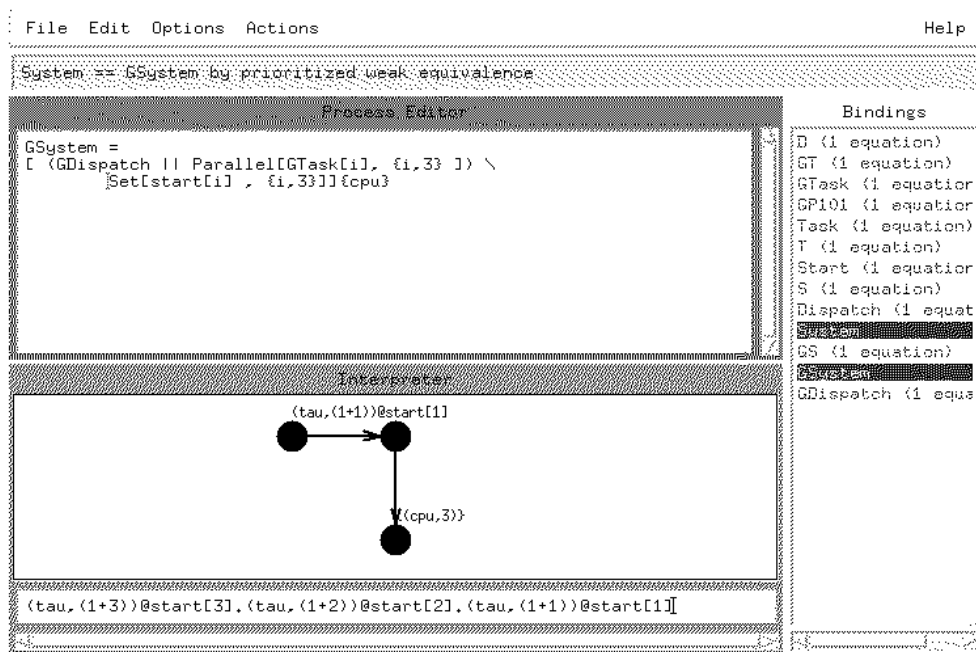 File Edit Options Actions Help
System == GSystem by prioritized weak equivalence
Process Editor
GSystem =
[ (GDispatch || Parallel[GTask[i], {i,3} ]) \
Set[start[i] , {i,3}]]{cpu}
Interpreter
(tau,(1+1))@start[1]
{(cpu,3)}
(tau,(1+3))@start[3].(tau,(1+2))@start[2].(tau,(1+1))@start[1]
Bindings
D (1 equation)
GT (1 equation)
GTask (1 equation
GP101 (1 equation
Task (1 equation)
T (1 equation)
Start (1 equation
S (1 equation)
Dispatch (1 equat
System
GS (1 equation)
GSystem
GDispatch (1 equa